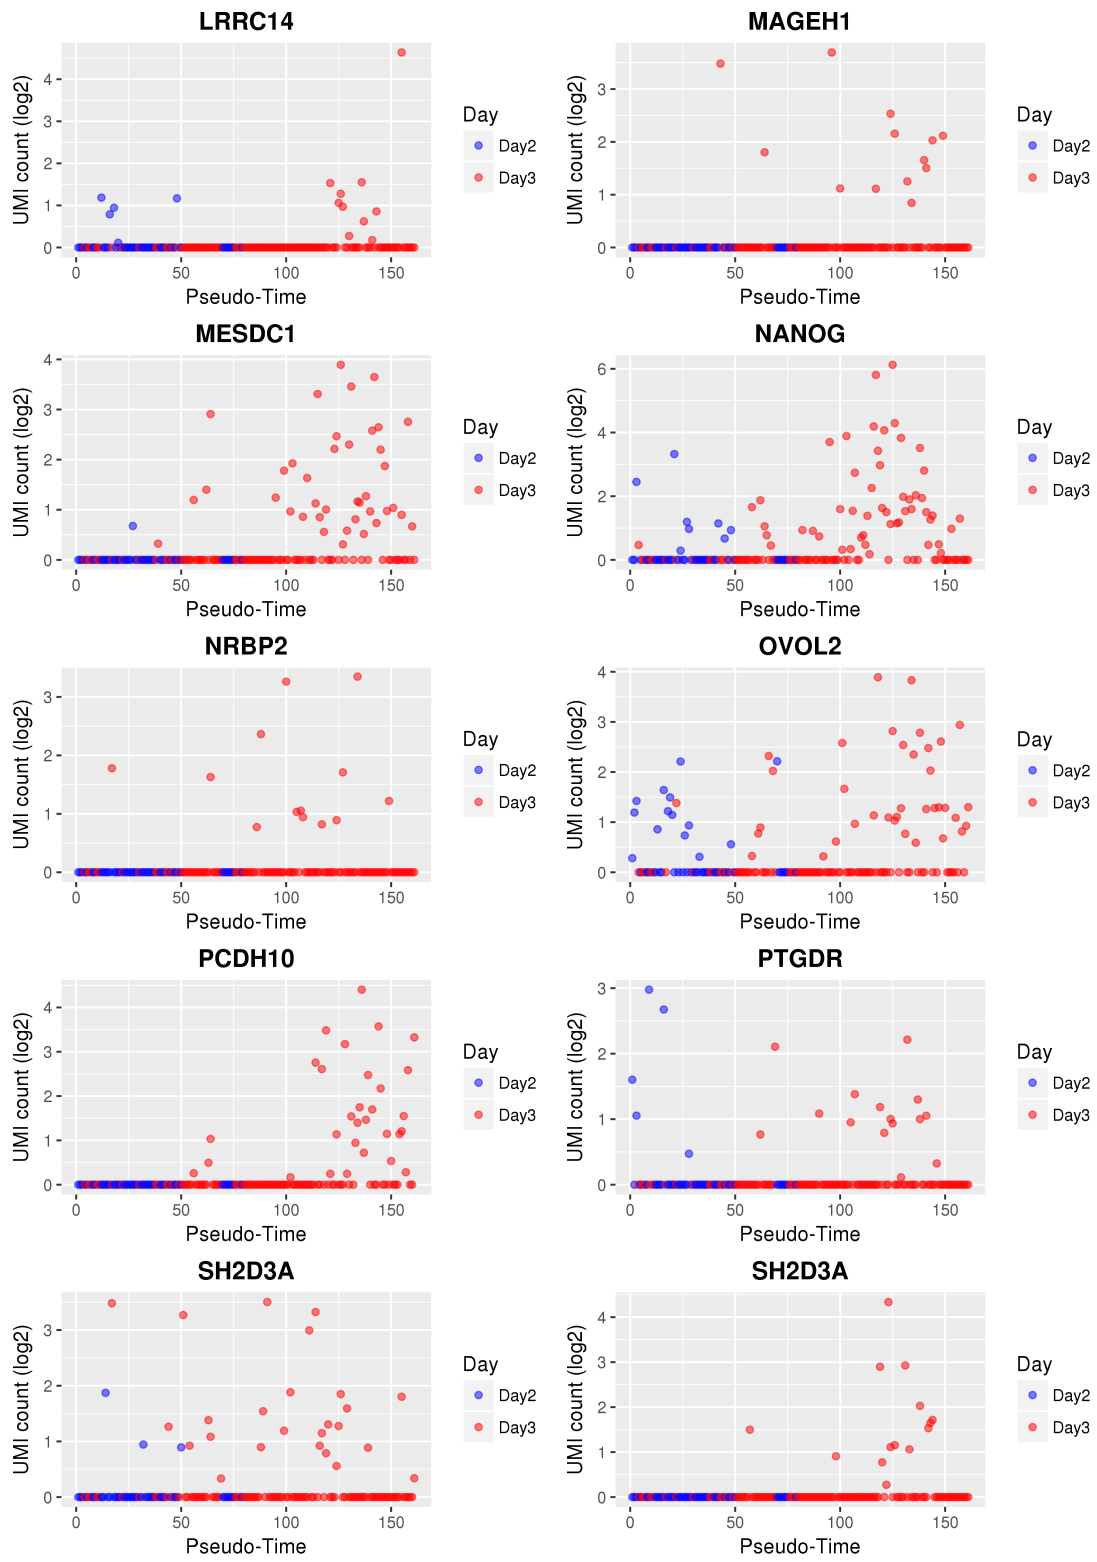 LRRC14
UMI count (log2)
4
3
2
1
0
0 50 100 150
Pseudo-Time
Day
Day2
Day3
MAGEH1
UMI count (log2)
3
2
1
0
0 50 100 150
Pseudo-Time
Day
Day2
Day3
MESDC1
UMI count (log2)
4
3
2
1
0
0 50 100 150
Pseudo-Time
Day
Day2
Day3
NANOG
UMI count (log2)
6
4
2
0
0 50 100 150
Pseudo-Time
Day
Day2
Day3
NRBP2
UMI count (log2)
3
2
1
0
0 50 100 150
Pseudo-Time
Day
Day2
Day3
OVOL2
UMI count (log2)
4
3
2
1
0
0 50 100 150
Pseudo-Time
Day
Day2
Day3
PCDH10
UMI count (log2)
4
3
2
1
0
0 50 100 150
Pseudo-Time
Day
Day2
Day3
PTGDR
UMI count (log2)
3
2
1
0
0 50 100 150
Pseudo-Time
Day
Day2
Day3
SH2D3A
UMI count (log2)
3
2
1
0
0 50 100 150
Pseudo-Time
Day
Day2
Day3
SH2D3A
UMI count (log2)
4
3
2
1
0
0 50 100 150
Pseudo-Time
Day
Day2
Day3